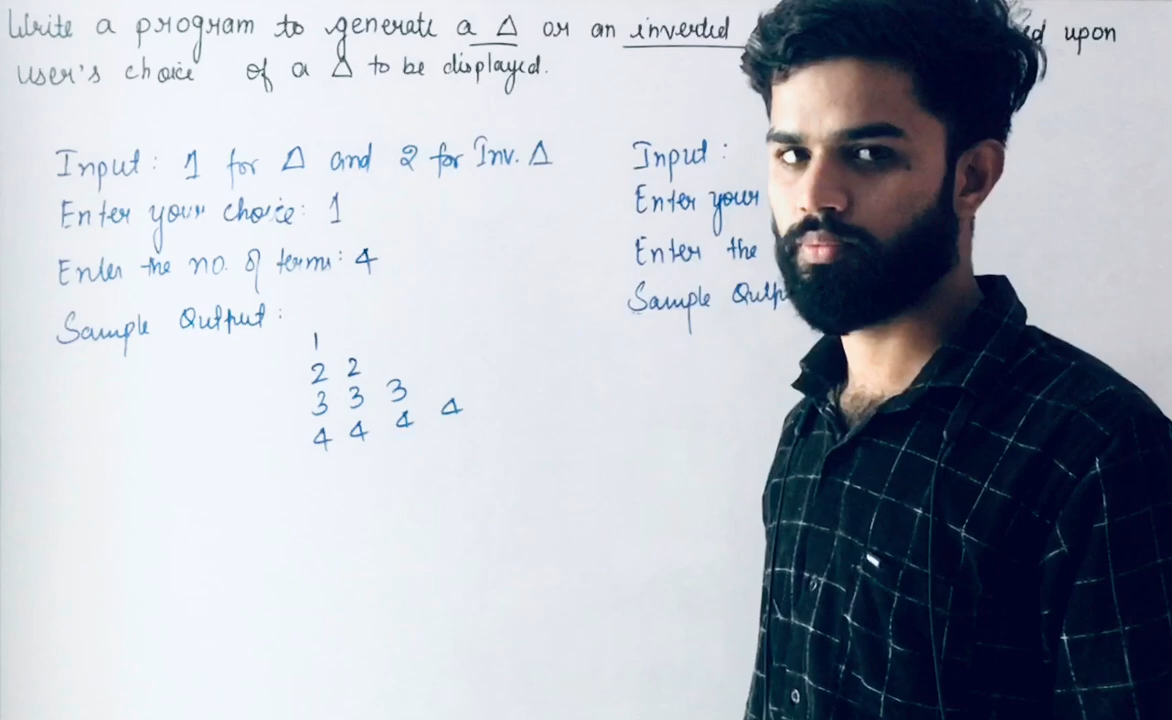 Write a program to generate a Δ or an inverted upon
user's choice of a Δ to be displayed.
Input: 1 for Δ and 2 for Inv. Δ
Enter your choice: 1
Enter the no. of terms: 4
Sample Output:
1
2 2
3 3 3
4 4 4 4
Input:
Enter your
Enter the
Sample